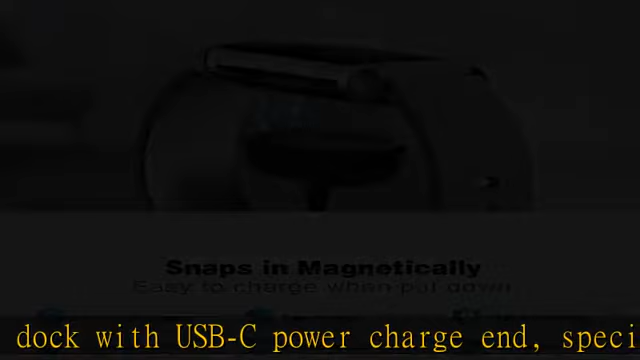 Snaps in Magnetically
Easy to charge when put down
dock with USB-C power charge end, speci